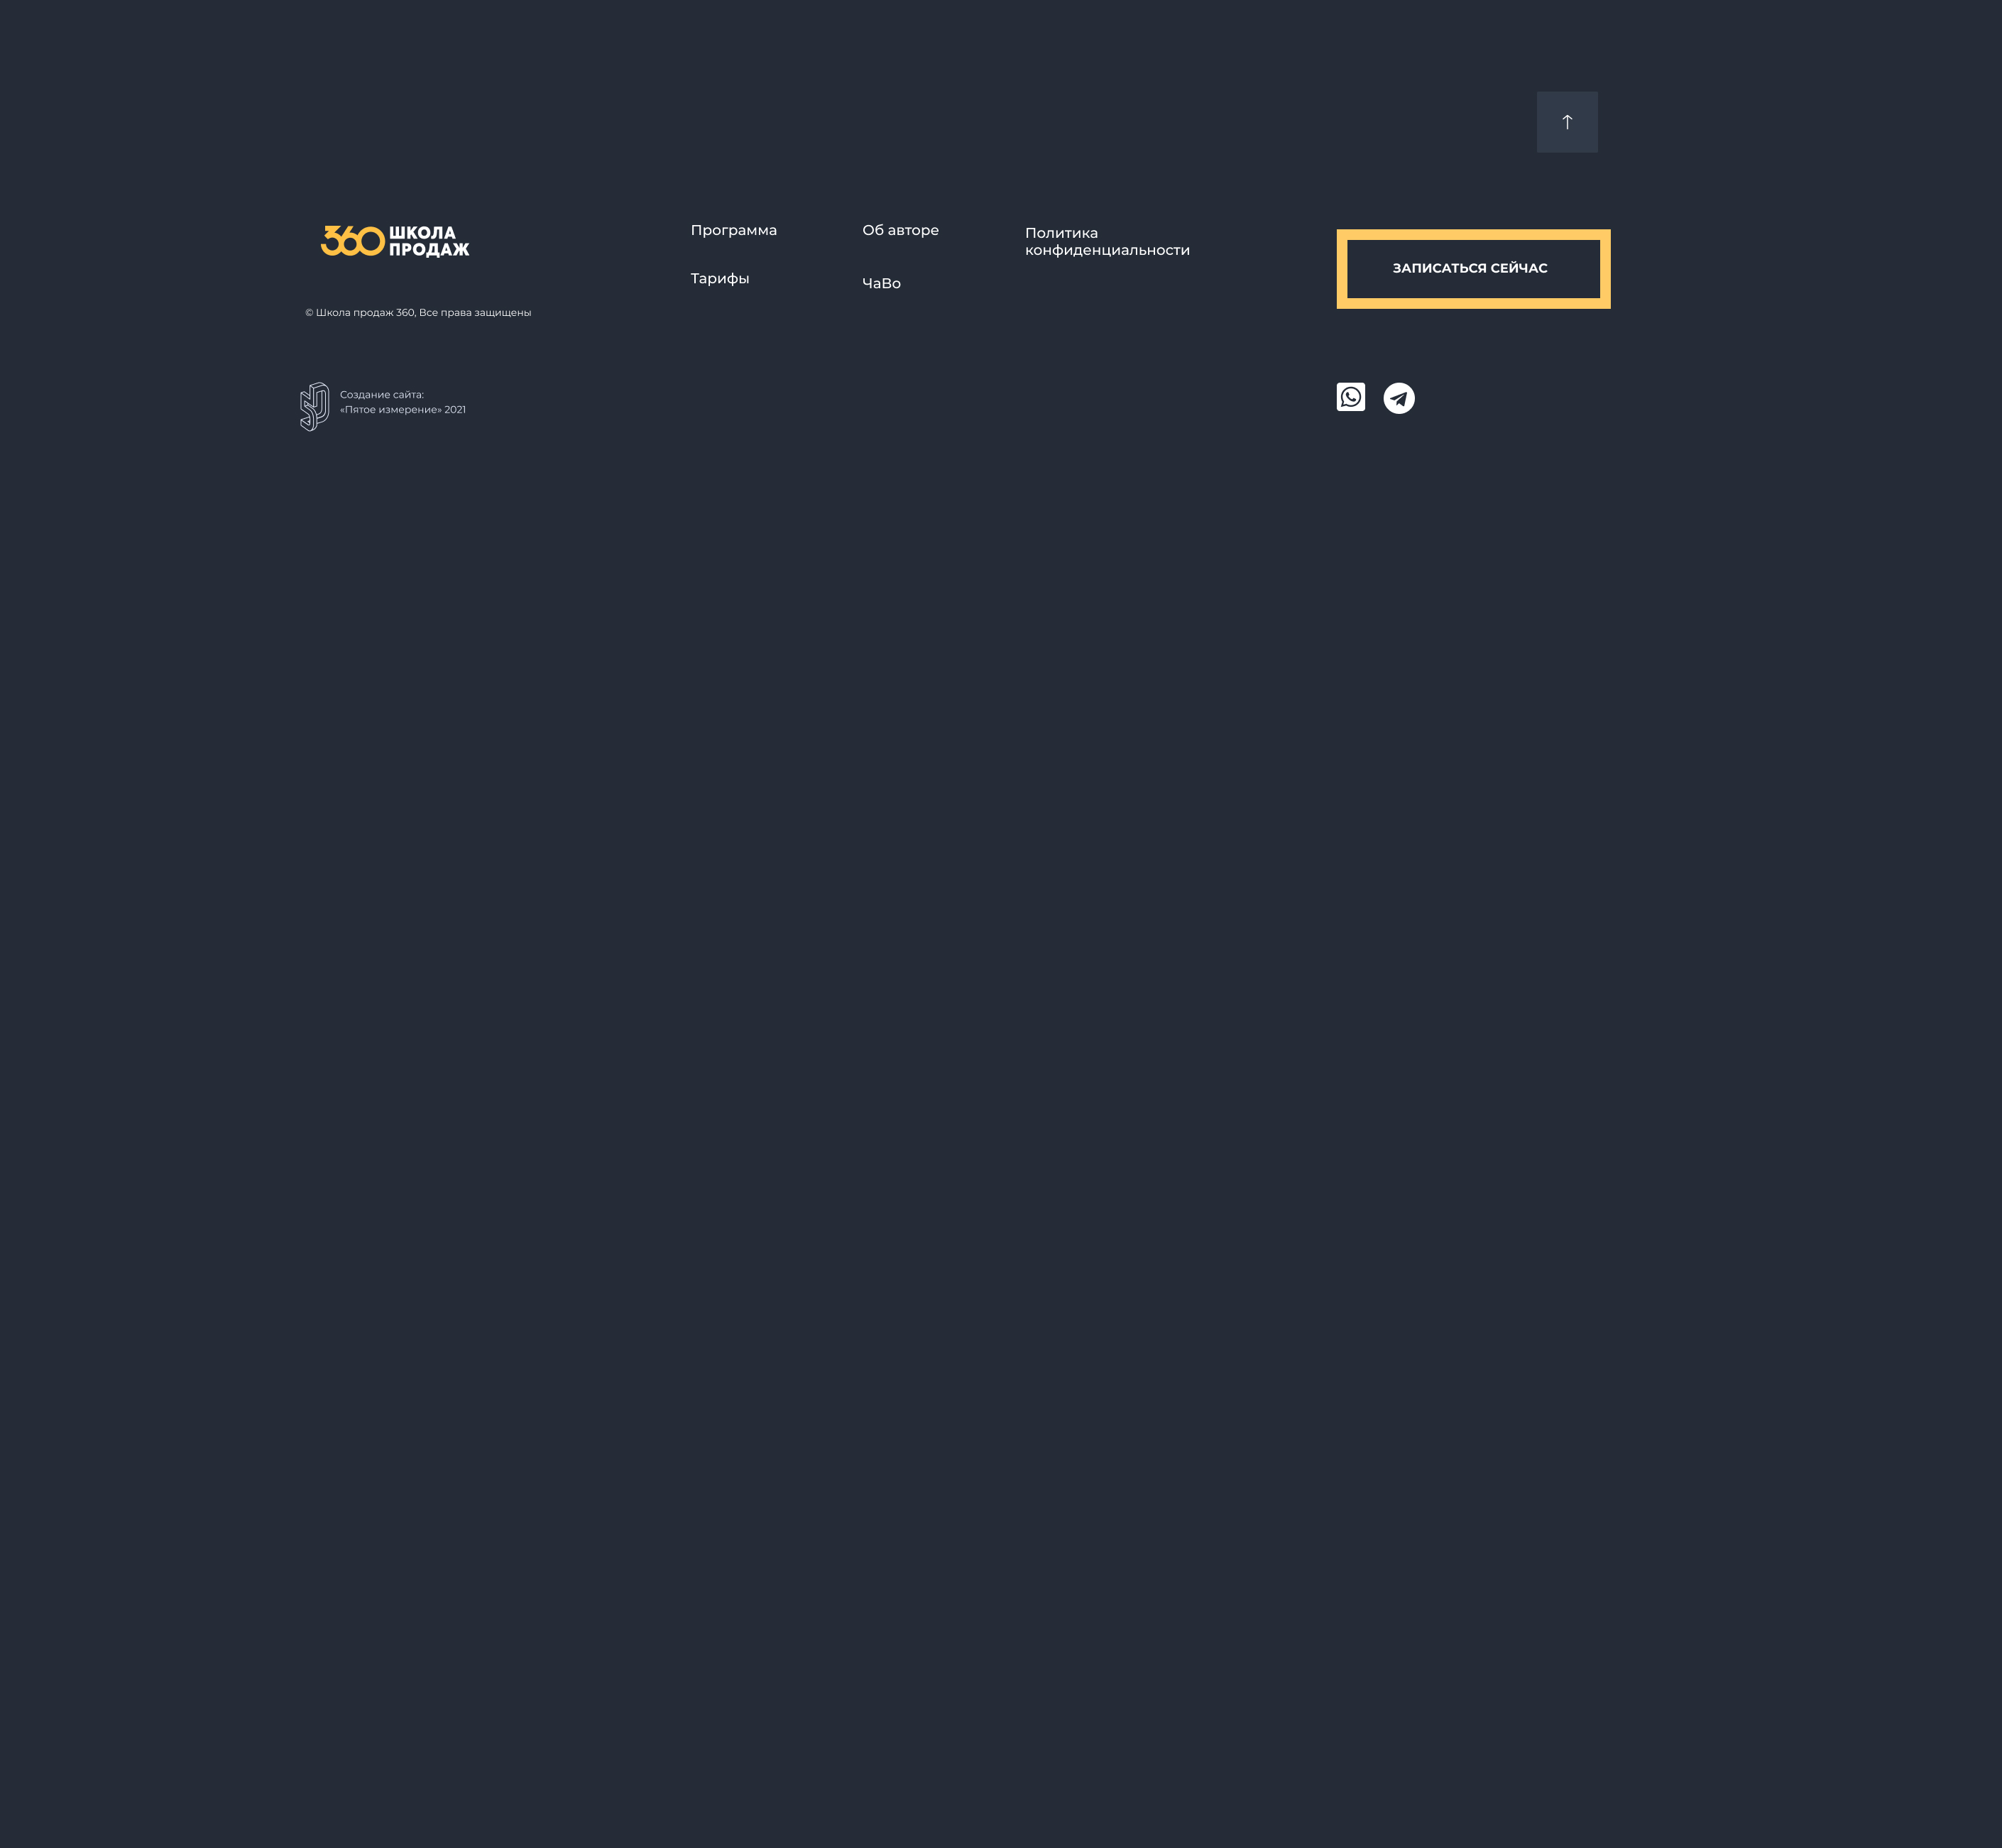 360 ШКОЛА
ПРОДАЖ
© Школа продаж 360, Все права защищены
Создание сайта:
«Пятое измерение» 2021
Программа
Тарифы
Об авторе
ЧаВо
Политика
конфиденциальности
ЗАПИСАТЬСЯ СЕЙЧАС